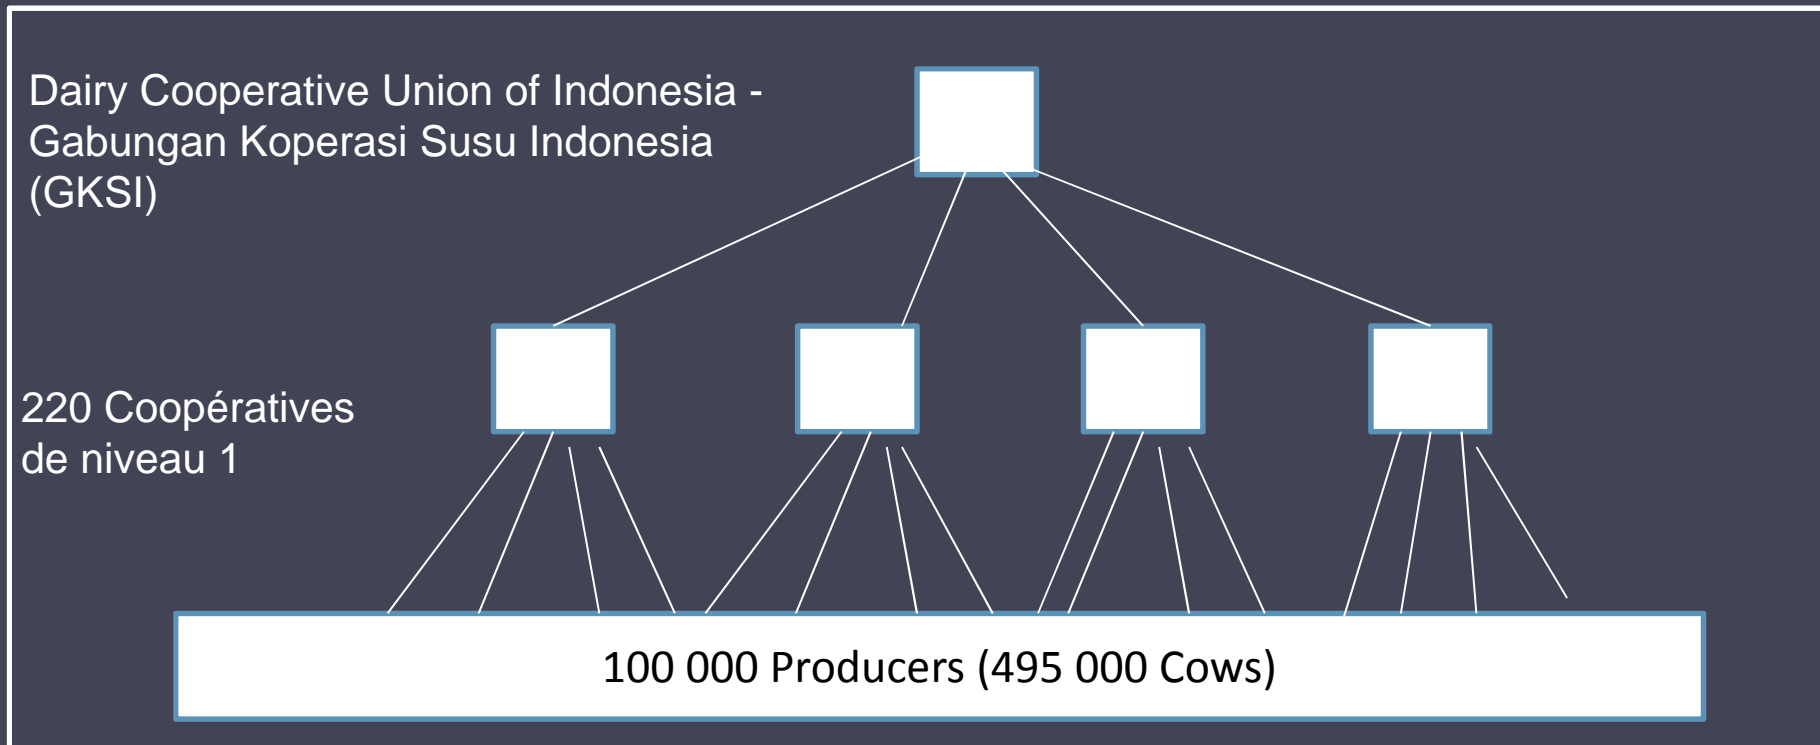 Dairy Cooperative Union of Indonesia -
Gabungan Koperasi Susu Indonesia
(GKSI)
220 Coopératives
de niveau 1
100 000 Producers (495 000 Cows)